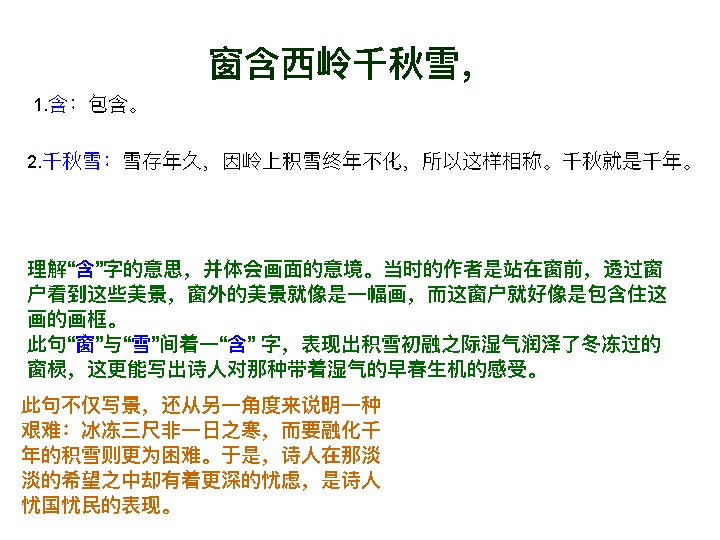 窗含西岭千秋雪，
1.含：包含。
2.千秋雪：雪存年久，因岭上积雪终年不化，所以这样相称。千秋就是千年。
理解“含”字的意思，并体会画面的意境。当时的作者是站在窗前，透过窗
户看到这些美景，窗外的美景就像是一幅画，而这窗户就好像是包含住这
画的画框。
此句“窗”与“雪”间着一“含” 字，表现出积雪初融之际湿气润泽了冬冻过的
窗棂，这更能写出诗人对那种带着湿气的早春生机的感受。
此句不仅写景，还从另一角度来说明一种
艰难：冰冻三尺非一日之寒，而要融化千
年的积雪则更为困难。于是，诗人在那淡
淡的希望之中却有着更深的忧虑，是诗人
忧国忧民的表现。